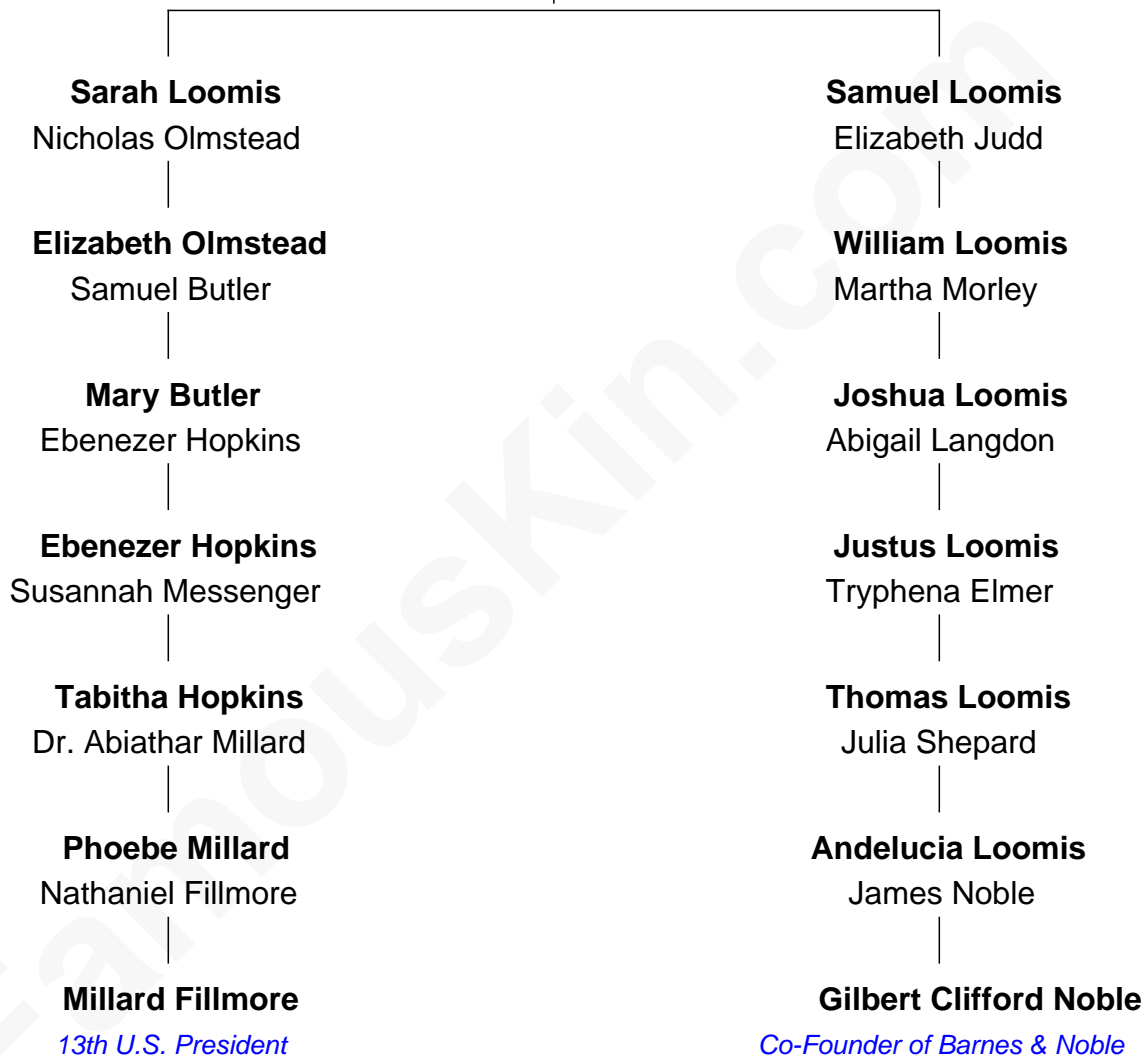 Sarah Loomis
Nicholas Olmstead
Elizabeth Olmstead
Samuel Butler
Mary Butler
Ebenezer Hopkins
Ebenezer Hopkins
Susannah Messenger
Tabitha Hopkins
Dr. Abiathar Millard
Phoebe Millard
Nathaniel Fillmore
Millard Fillmore
13th U.S. President
Samuel Loomis
Elizabeth Judd
William Loomis
Martha Morley
Joshua Loomis
Abigail Langdon
Justus Loomis
Tryphena Elmer
Thomas Loomis
Julia Shepard
Andelucia Loomis
James Noble
Gilbert Clifford Noble
Co-Founder of Barnes & Noble
FamousKin.com